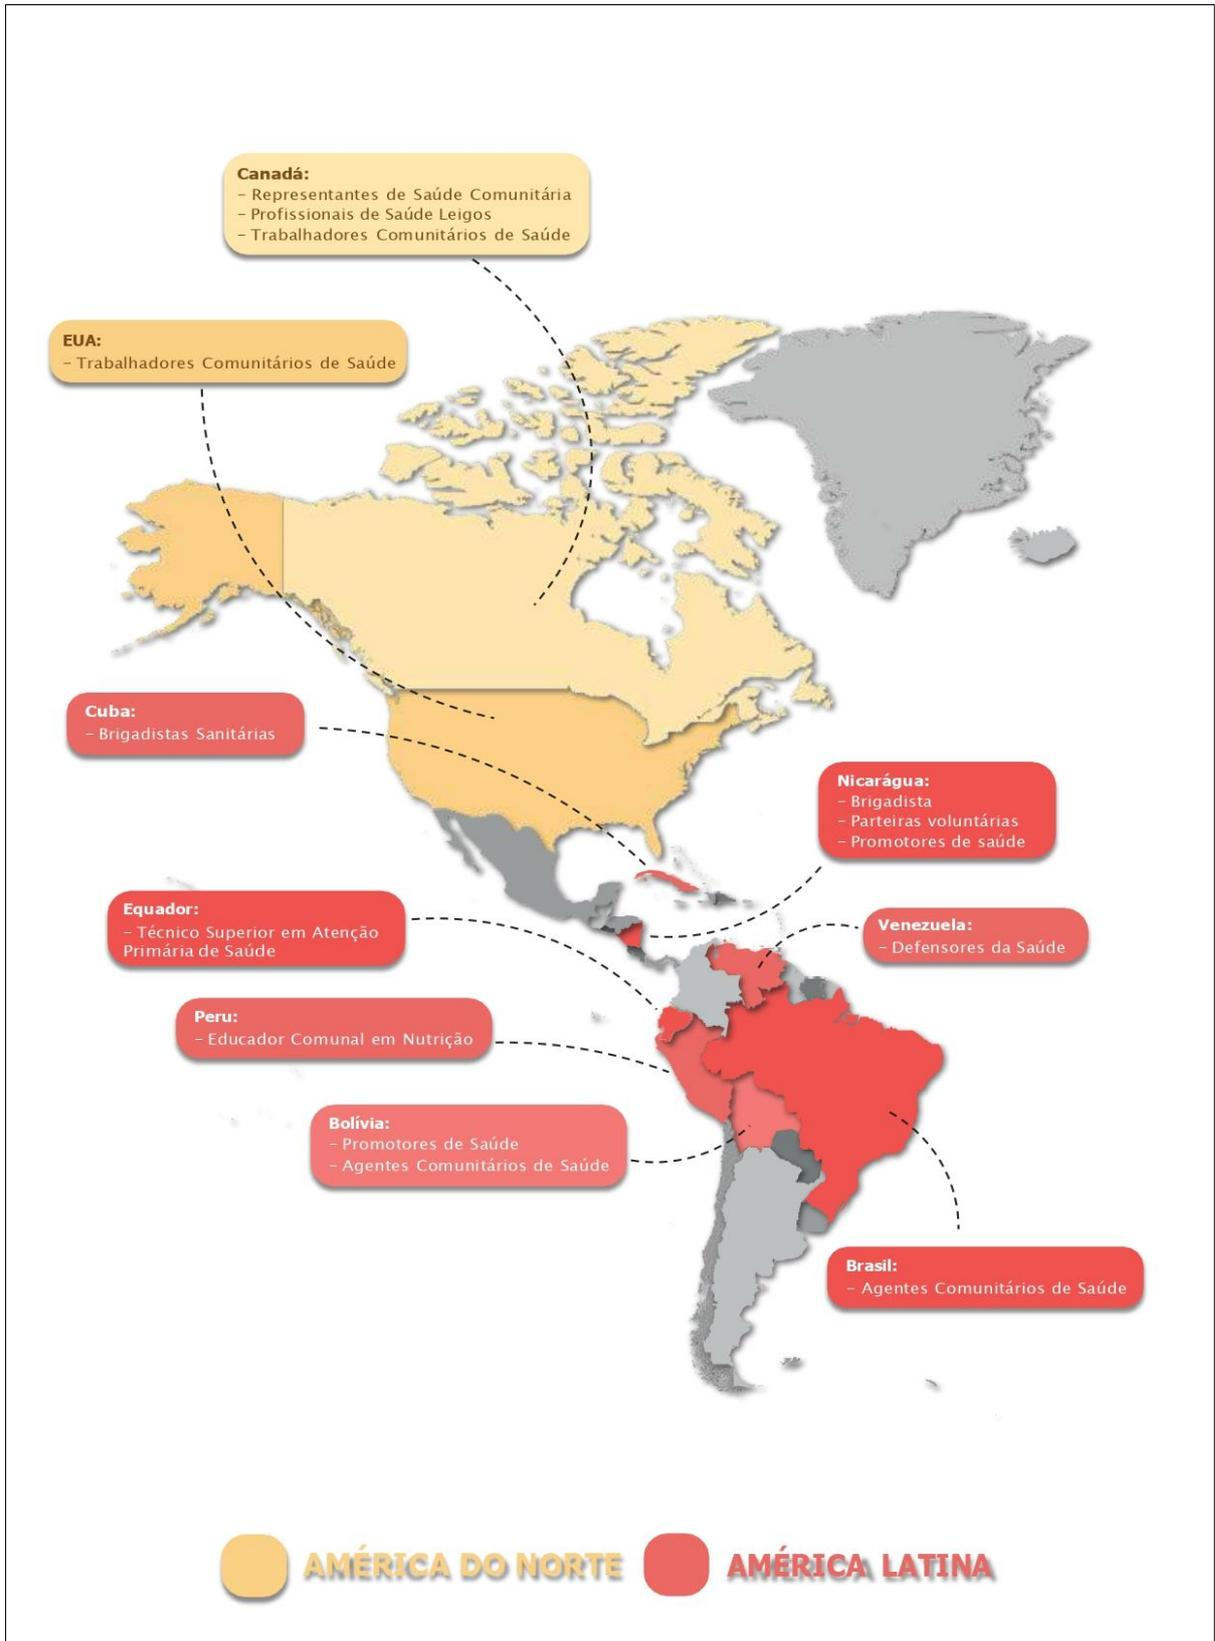 Canadá:
– Representantes de Saúde Comunitária
– Profissionais de Saúde Leigos
– Trabalhadores Comunitários de Saúde
EUA:
– Trabalhadores Comunitários de Saúde
Cuba:
– Brigadistas Sanitárias
Nicarágua:
– Brigadista
– Parteiras voluntárias
– Promotores de saúde
Equador:
– Técnico Superior em Atenção
Primária de Saúde
Venezuela:
– Defensores da Saúde
Peru:
– Educador Comunal em Nutrição
Bolívia:
– Promotores de Saúde
– Agentes Comunitários de Saúde
Brasil:
– Agentes Comunitários de Saúde
AMÉRICA DO NORTE
AMÉRICA LATINA